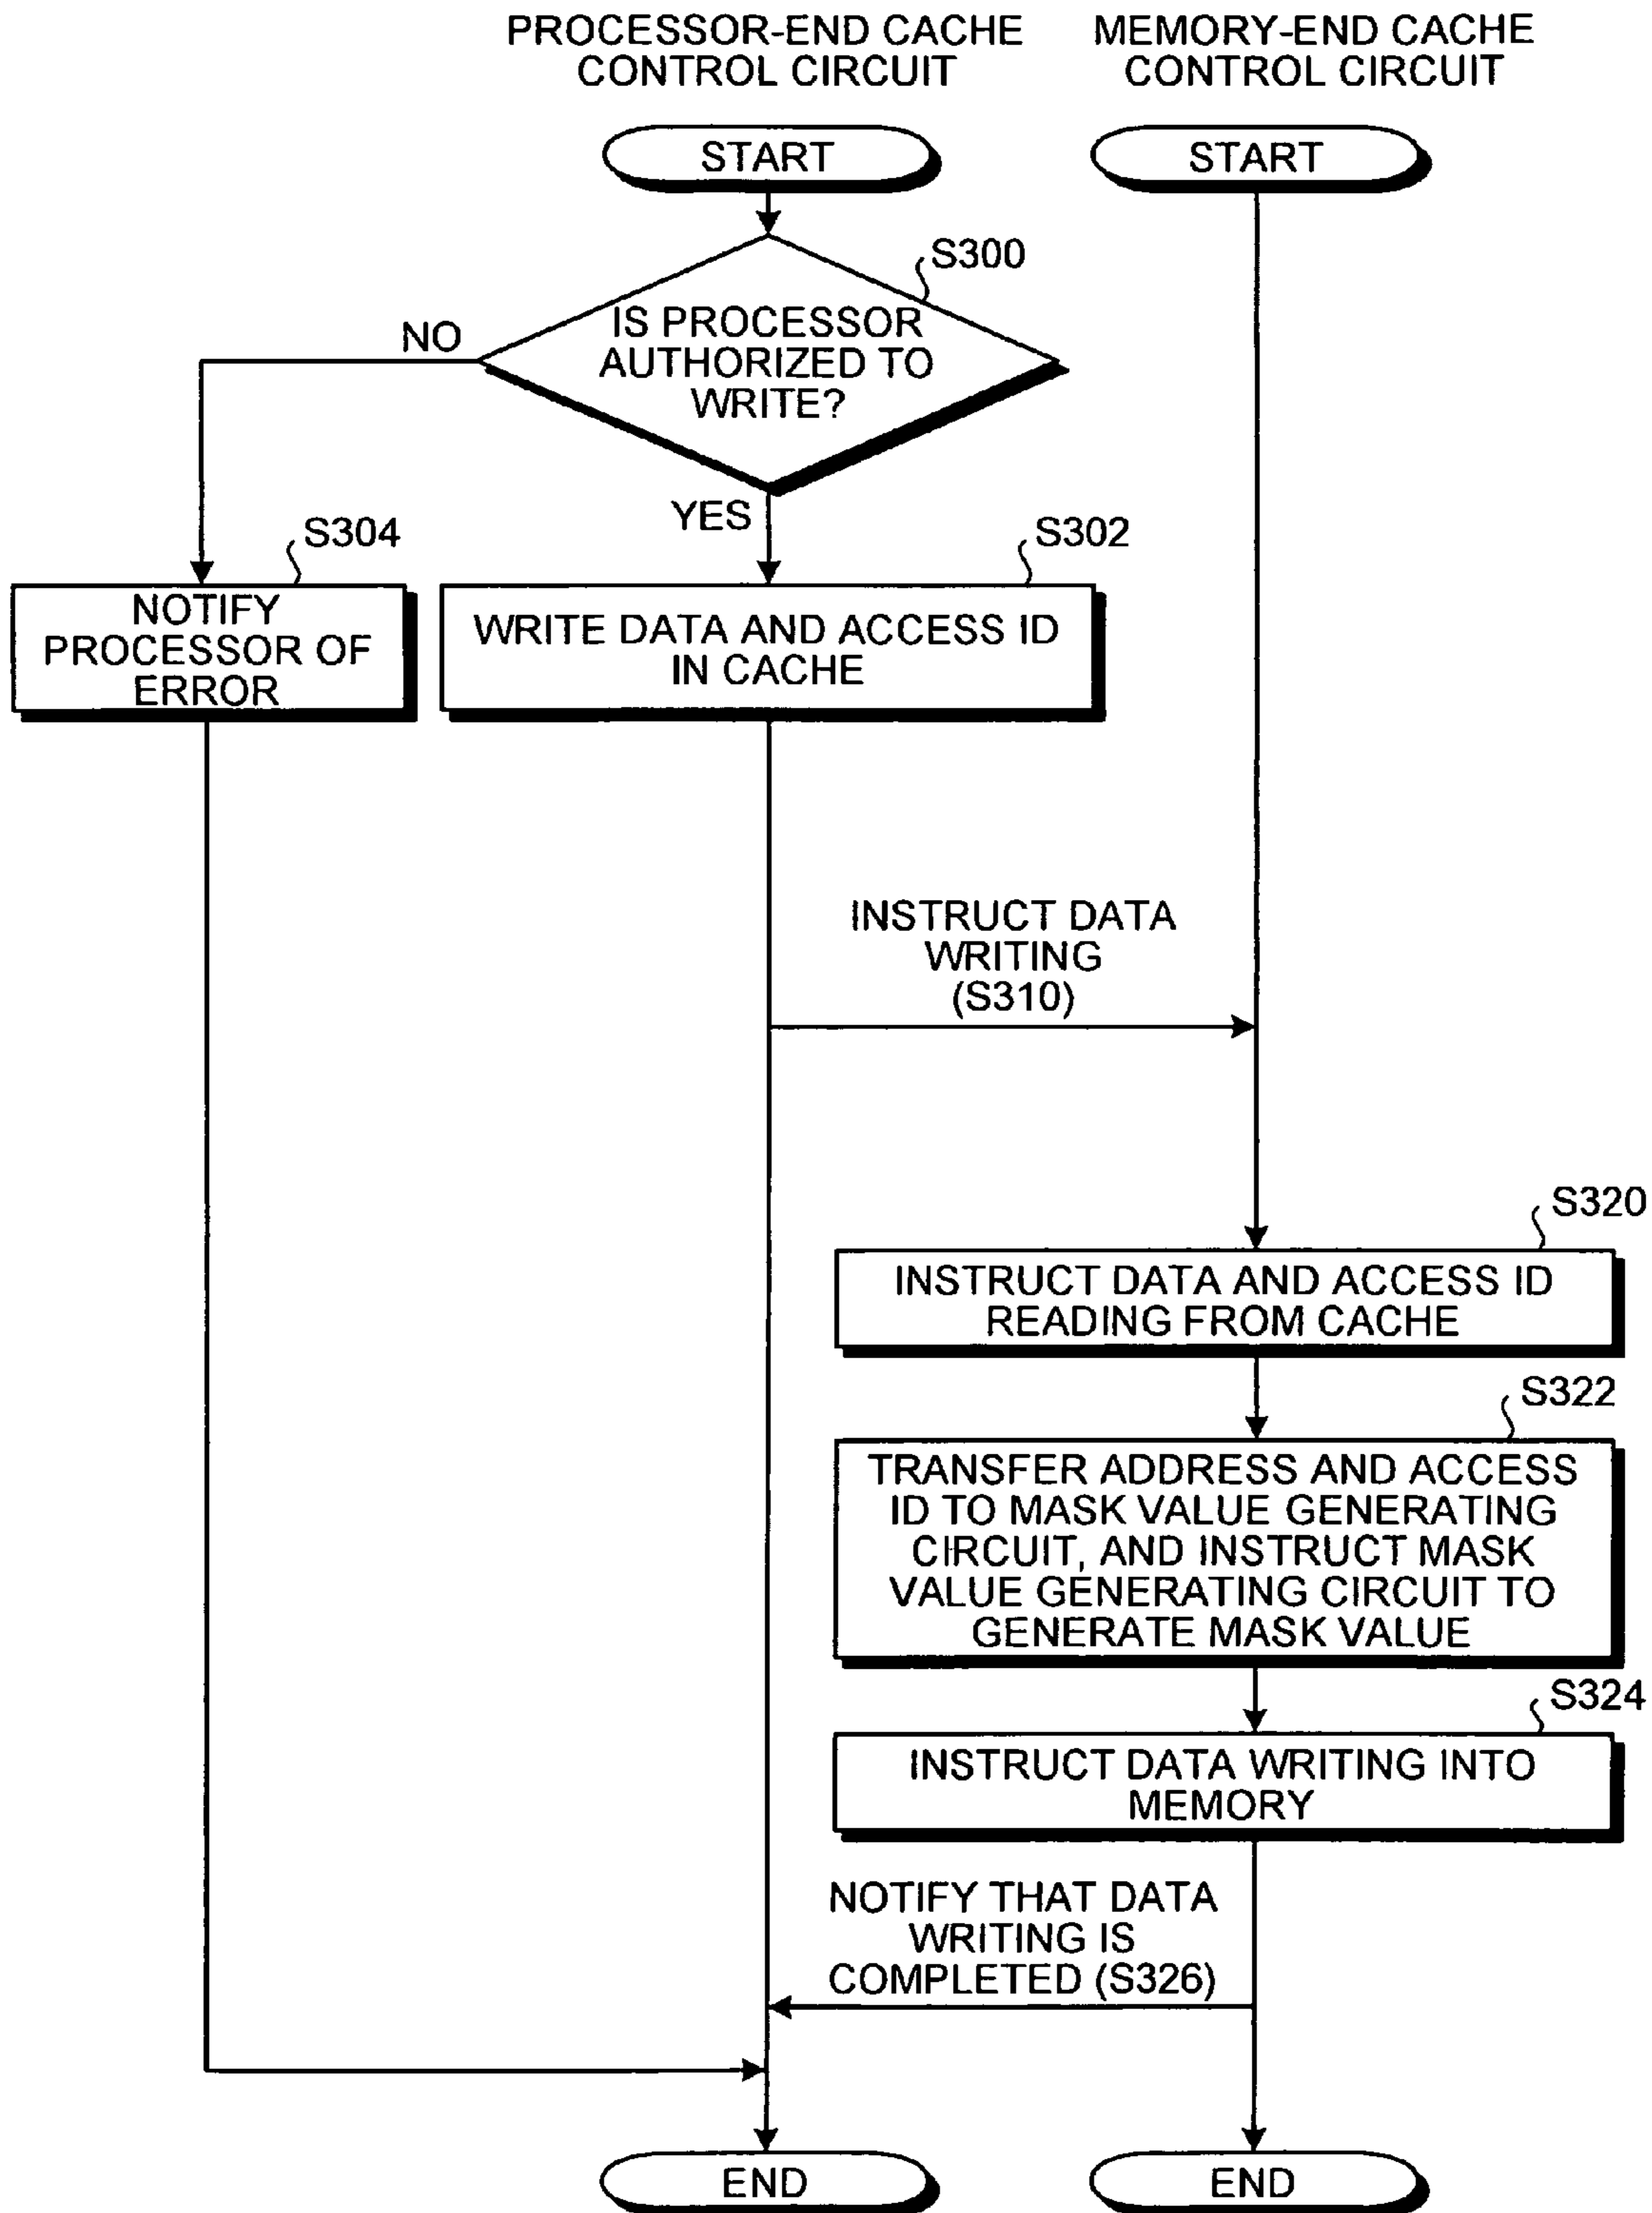 PROCESSOR-END CACHE
CONTROL CIRCUIT
MEMORY-END CACHE
CONTROL CIRCUIT
START
START
S300
IS PROCESSOR
AUTHORIZED TO
WRITE?
NO
YES
S304
S302
NOTIFY
PROCESSOR OF
ERROR
WRITE DATA AND ACCESS ID
IN CACHE
INSTRUCT DATA
WRITING
(S310)
S320
INSTRUCT DATA AND ACCESS ID
READING FROM CACHE
S322
TRANSFER ADDRESS AND ACCESS
ID TO MASK VALUE GENERATING
CIRCUIT, AND INSTRUCT MASK
VALUE GENERATING CIRCUIT TO
GENERATE MASK VALUE
S324
INSTRUCT DATA WRITING INTO
MEMORY
NOTIFY THAT DATA
WRITING IS
COMPLETED (S326)
END
END